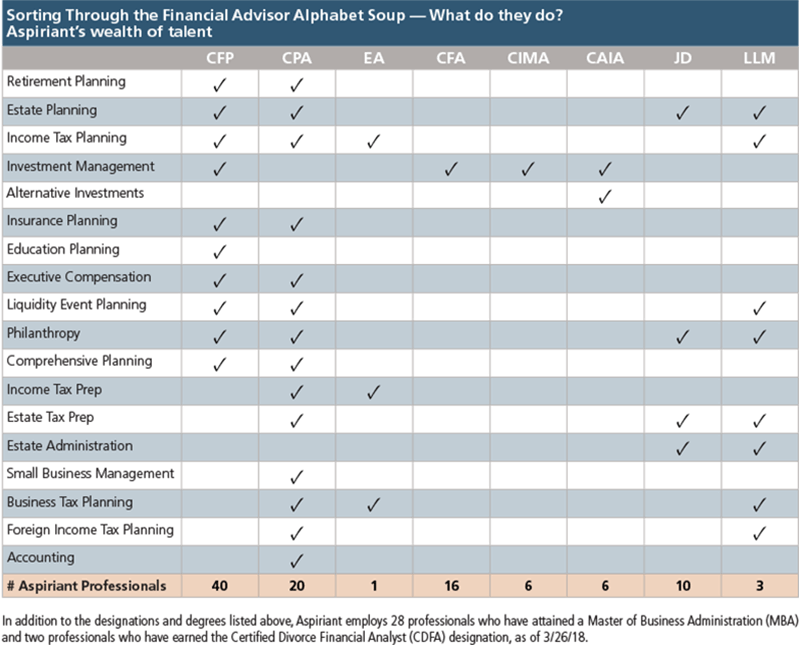 Sorting Through the Financial Advisor Alphabet Soup — What do they do?
Aspiriant's wealth of talent
CFP CPA EA CFA CIMA CAIA JD LLM
Retirement Planning ✓ ✓
Estate Planning ✓ ✓ ✓ ✓
Income Tax Planning ✓ ✓ ✓ ✓
Investment Management ✓ ✓ ✓ ✓
Alternative Investments ✓
Insurance Planning ✓ ✓
Education Planning ✓
Executive Compensation ✓ ✓
Liquidity Event Planning ✓ ✓ ✓
Philanthropy ✓ ✓ ✓ ✓
Comprehensive Planning ✓ ✓
Income Tax Prep ✓ ✓
Estate Tax Prep ✓ ✓ ✓
Estate Administration ✓ ✓
Small Business Management ✓
Business Tax Planning ✓ ✓ ✓
Foreign Income Tax Planning ✓ ✓
Accounting ✓
# Aspiriant Professionals 40 20 1 16 6 6 10 3
In addition to the designations and degrees listed above, Aspiriant employs 28 professionals who have attained a Master of Business Administration (MBA)
and two professionals who have earned the Certified Divorce Financial Analyst (CDFA) designation, as of 3/26/18.